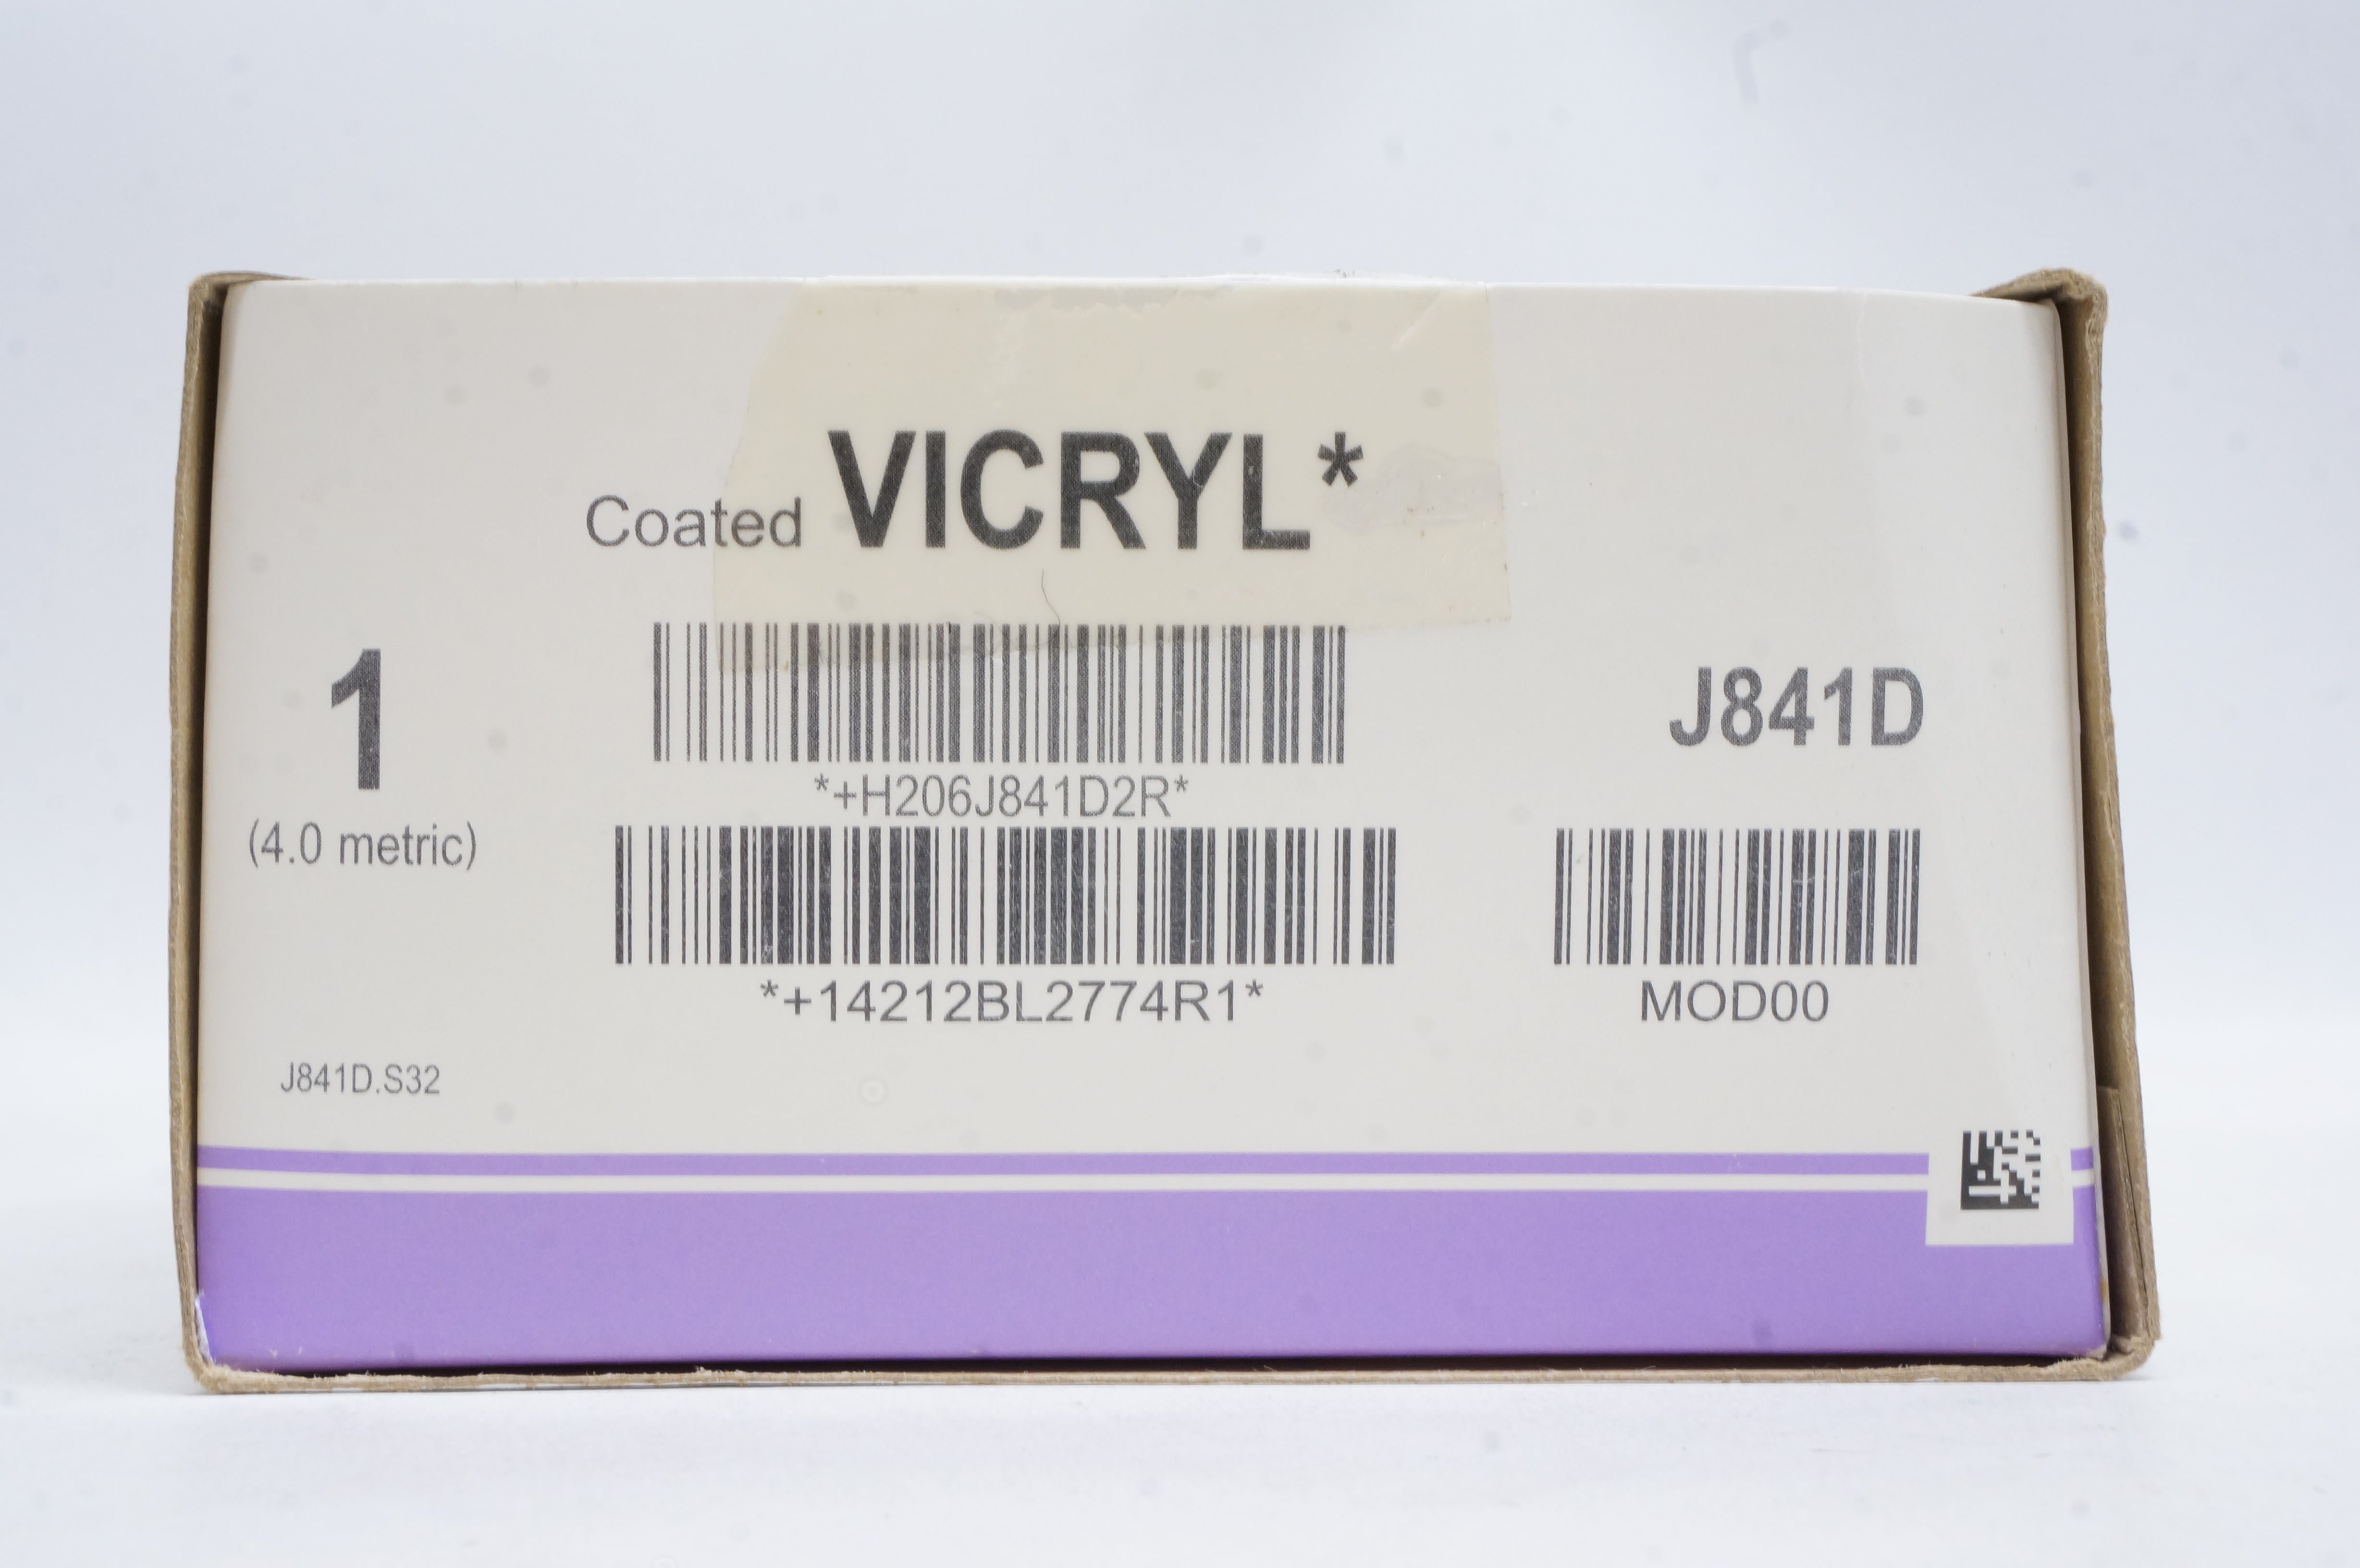 Coated VICRYL*
*+H206J841D2R*
1
J841D
(4.0 metric)
*+14212BL2774R1*
MOD00
J841D.S32